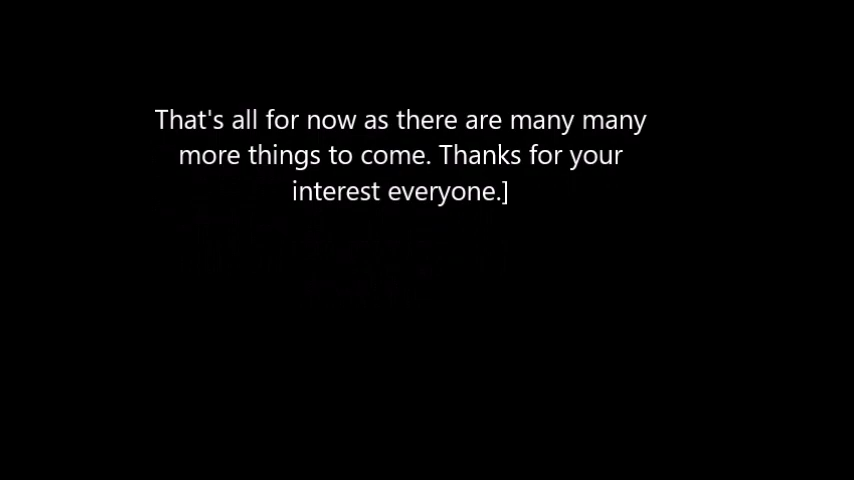 That's all for now as there are many many
more things to come. Thanks for your
interest everyone.]